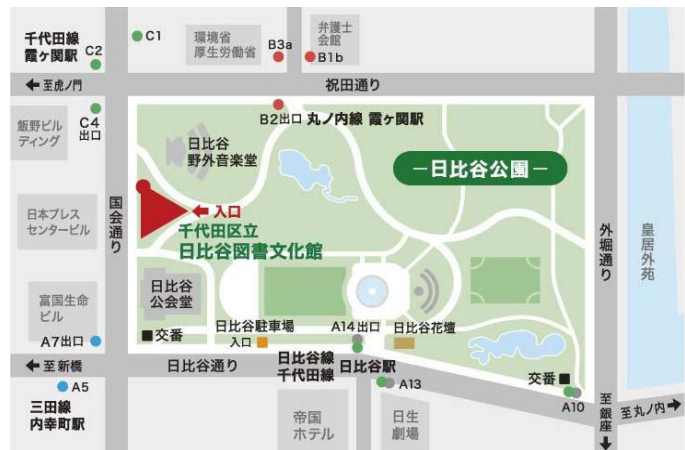 千代田線
霞ヶ関駅
C2
C1
環境省
厚生労働省
B3a
弁護士
会館
B1b
←至虎ノ門
祝田通り
飯野ビル
ディング
C4
出口
B2出口 丸ノ内線 霞ヶ関駅
日比谷
野外音楽堂
ー日比谷公園ー
国会通り
←入口
千代田区立
日比谷図書文化館
日本プレス
センタービル
外堀通り
皇居外苑
日比谷
公会堂
富国生命
ビル
A7出口
■交番
日比谷駐車場
入口
A14出口
日比谷花壇
←至新橋
日比谷通り
日比谷線
千代田線
日比谷駅
A13
交番■
A10
至銀座
至丸ノ内→
A5
三田線
内幸町駅
帝国
ホテル
日生
劇場